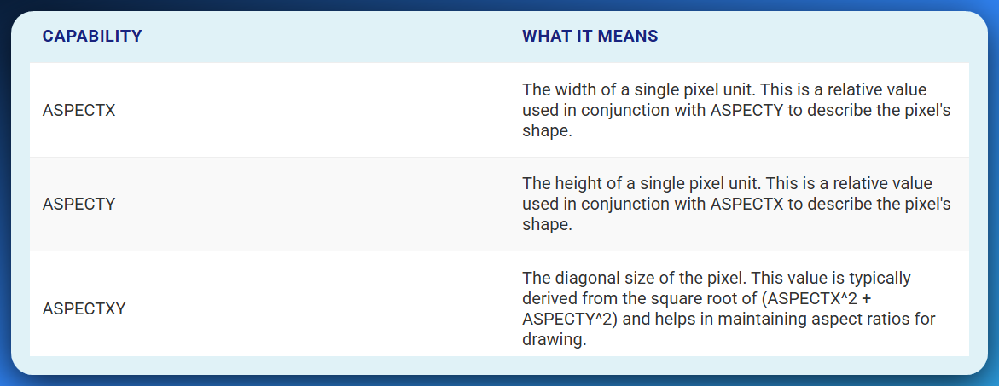 CAPABILITY WHAT IT MEANS
ASPECTX
The width of a single pixel unit. This is a relative value
used in conjunction with ASPECTY to describe the pixel's
shape.
ASPECTY
The height of a single pixel unit. This is a relative value
used in conjunction with ASPECTX to describe the pixel's
shape.
ASPECTXY
The diagonal size of the pixel. This value is typically
derived from the square root of (ASPECTX^2 +
ASPECTY^2) and helps in maintaining aspect ratios for
drawing.